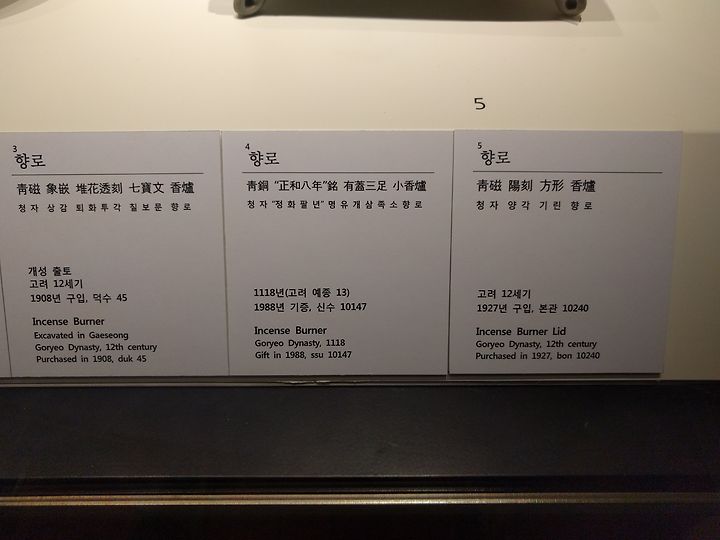 5
3
향로
靑磁 象嵌 堆花透刻 七寶文 香爐
청자 상감 퇴화투각 칠보문 향로
개성 출토
고려 12세기
1908년 구입, 덕수 45
Incense Burner
Excavated in Gaeseong
Goryeo Dynasty, 12th century
Purchased in 1908, duk 45
4
향로
靑銅 "正和八年"銘 有蓋三足 小香爐
청자 "정화팔년" 명유개삼족소향로
1118년(고려 예종 13)
1988년 기증, 신수 10147
Incense Burner
Goryeo Dynasty, 1118
Gift in 1988, ssu 10147
5
향로
靑磁 陽刻 方形 香爐
청자 양각 기린 향로
고려 12세기
1927년 구입, 본관 10240
Incense Burner Lid
Goryeo Dynasty, 12th century
Purchased in 1927, bon 10240